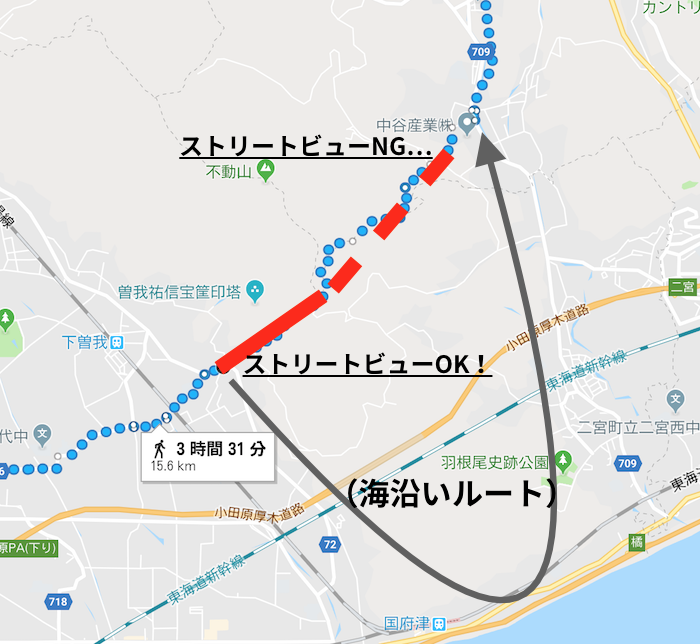 カントリ
709
中谷産業㈱
ストリートビューNG…
不動山
曽我祐信宝筐印塔
二宮
小田原厚木道路
下曽我
東海道新幹線
ストリートビューOK！
代中
二宮町立二宮西中
3 時間 31 分
15.6 km
羽根尾史跡公園
709
（海沿いルート）
東海
小田原厚木道路
72
橘
原PA(下り)
東海道新幹線
718
国府津